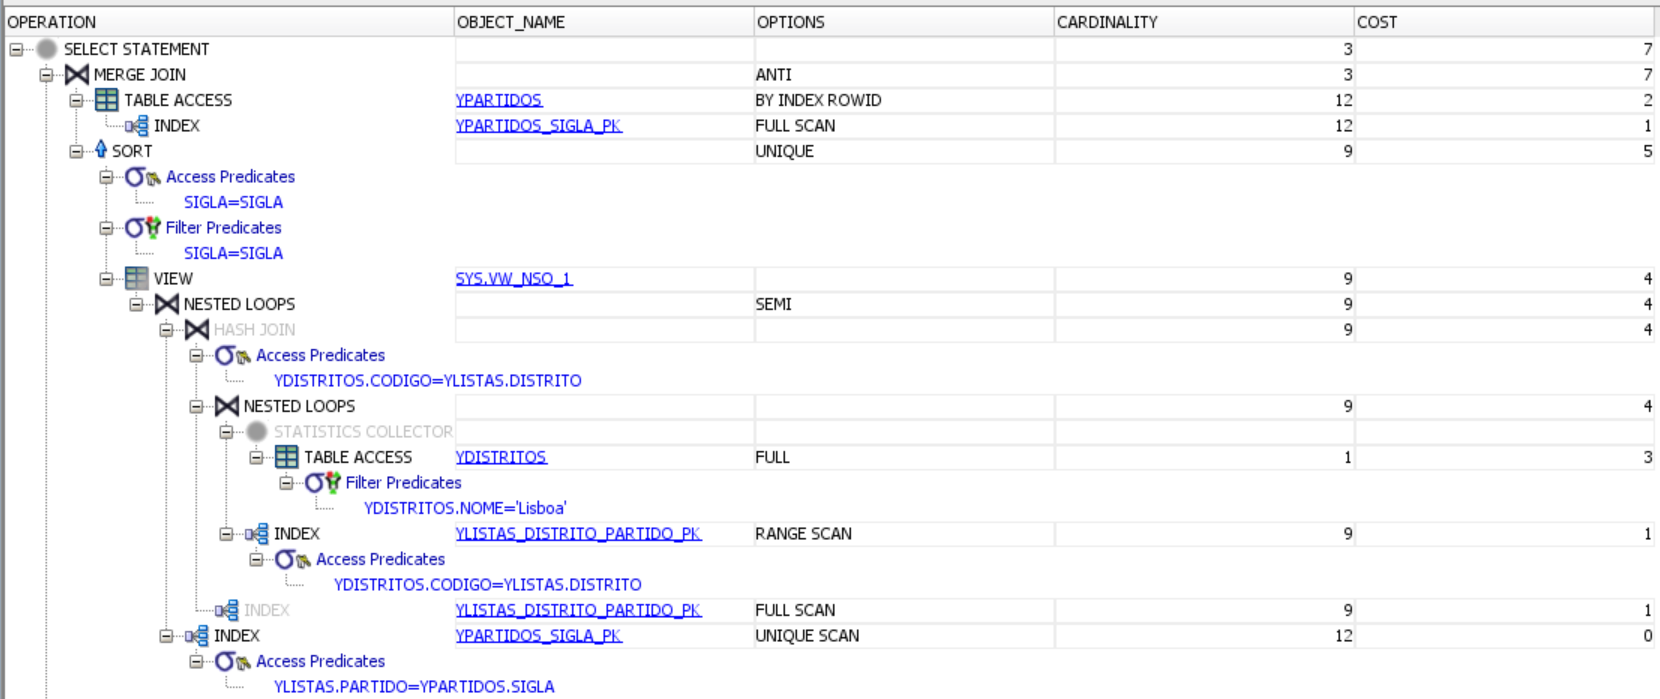 OPERATION OBJECT_NAME OPTIONS CARDINALITY COST
SELECT STATEMENT 3 7
MERGE JOIN ANTI 3 7
TABLE ACCESS YPARTIDOS BY INDEX ROWID 12 2
INDEX YPARTIDOS_SIGLA_PK FULL SCAN 12 1
SORT UNIQUE 9 5
Access Predicates
SIGLA=SIGLA
Filter Predicates
SIGLA=SIGLA
VIEW SYS.VW_NSO_1 9 4
NESTED LOOPS SEMI 9 4
HASH JOIN 9 4
Access Predicates
YDISTRITOS.CODIGO=YLISTAS.DISTRITO
NESTED LOOPS 9 4
STATISTICS COLLECTOR
TABLE ACCESS YDISTRITOS FULL 1 3
Filter Predicates
YDISTRITOS.NOME='Lisboa'
INDEX YLISTAS_DISTRITO_PARTIDO_PK RANGE SCAN 9 1
Access Predicates
YDISTRITOS.CODIGO=YLISTAS.DISTRITO
INDEX YLISTAS_DISTRITO_PARTIDO_PK FULL SCAN 9 1
INDEX YPARTIDOS_SIGLA_PK UNIQUE SCAN 12 0
Access Predicates
YLISTAS.PARTIDO=YPARTIDOS.SIGLA